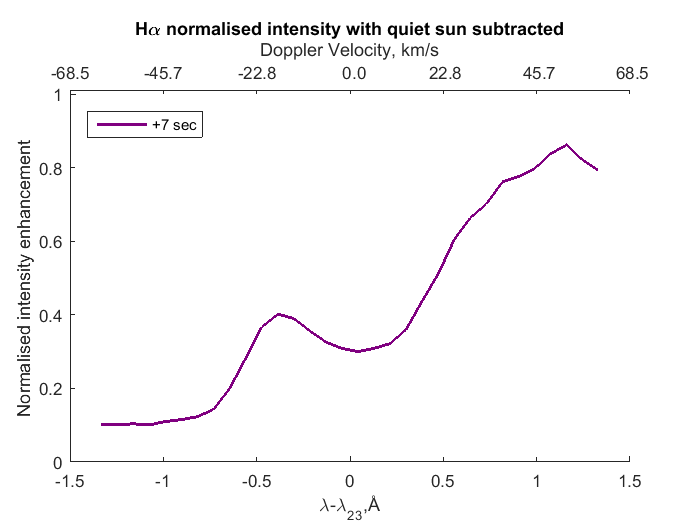 Hα normalised intensity with quiet sun subtracted
Doppler Velocity, km/s
-68.5 -45.7 -22.8 0.0 22.8 45.7 68.5
+7 sec
Normalised intensity enhancement
1
0.8
0.6
0.4
0.2
0
-1.5 -1 -0.5 0 0.5 1 1.5
λ-λ23,Å